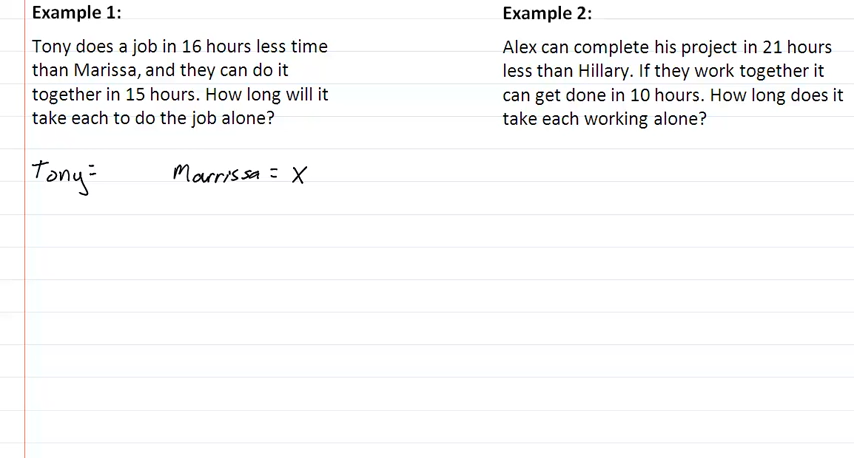 Example 1:
Tony does a job in 16 hours less time
than Marissa, and they can do it
together in 15 hours. How long will it
take each to do the job alone?
Tony= Marrissa = X
Example 2:
Alex can complete his project in 21 hours
less than Hillary. If they work together it
can get done in 10 hours. How long does it
take each working alone?